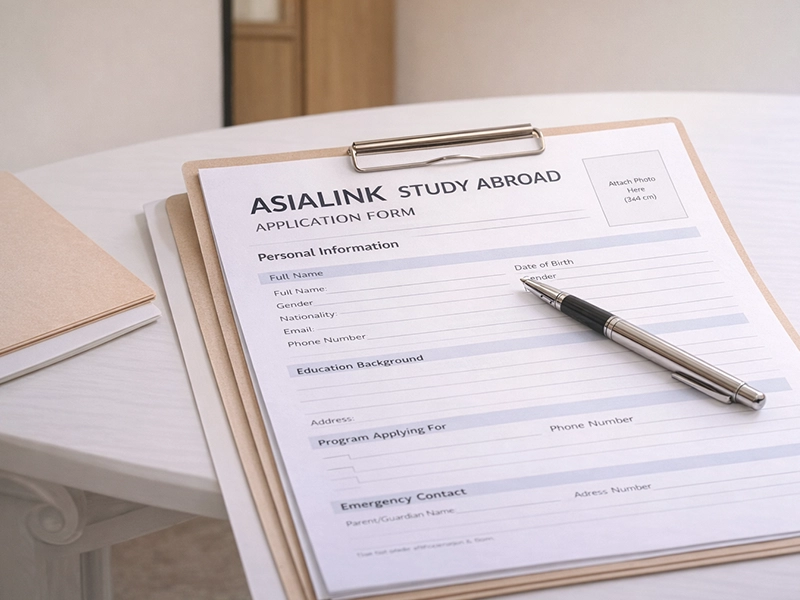 ASIALINK STUDY ABROAD
APPLICATION FORM
Attach Photo
Here
(344 cm)
Personal Information
Full Name
Full Name: Date of Birth
Gender Gender
Nationality:
Email:
Phone Number
Education Background
Address:
Program Applying For Phone Number
Emergency Contact Adress Number
Parent/Guardian Name